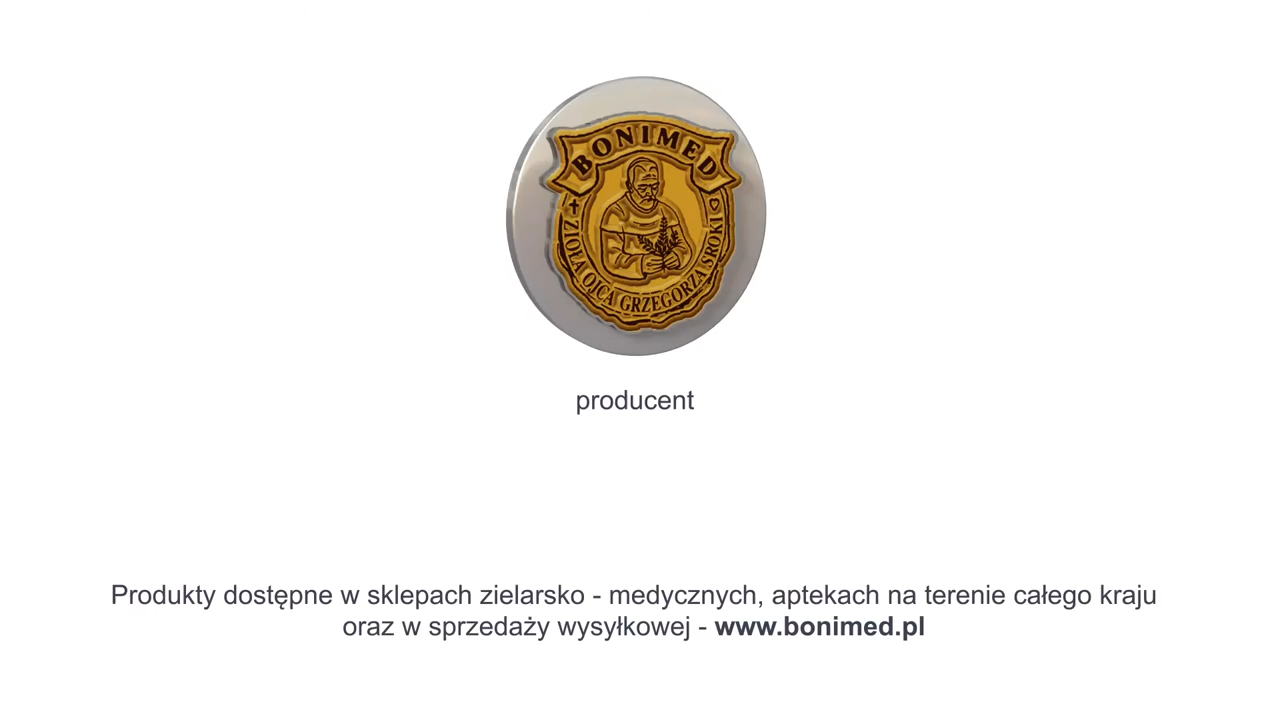 BONIMED
ZIOŁA OJCA GRZEGORZA SROKI
producent
Produkty dostępne w sklepach zielarsko - medycznych, aptekach na terenie całego kraju
oraz w sprzedaży wysyłkowej - www.bonimed.pl